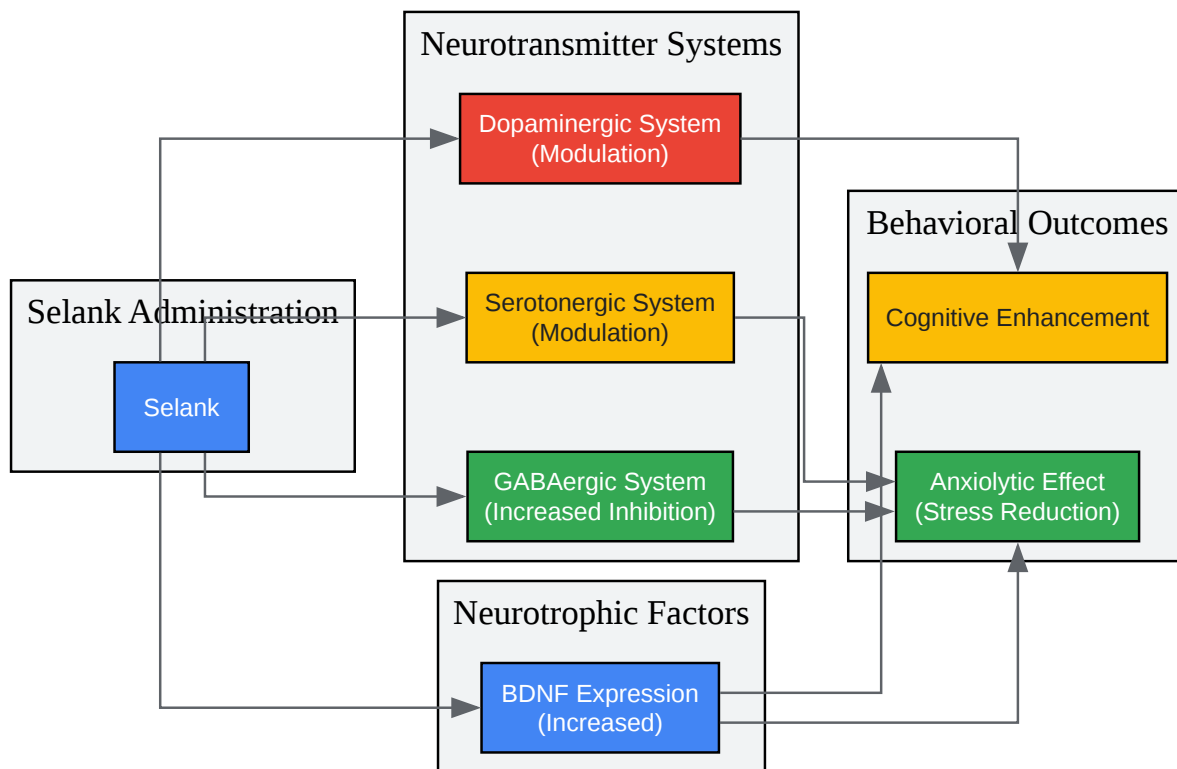 Neurotransmitter Systems
Dopaminergic System
(Modulation)
Serotonergic System
(Modulation)
GABAergic System
(Increased Inhibition)
Behavioral Outcomes
Cognitive Enhancement
Anxiolytic Effect
(Stress Reduction)
Selank Administration
Selank
Neurotrophic Factors
BDNF Expression
(Increased)